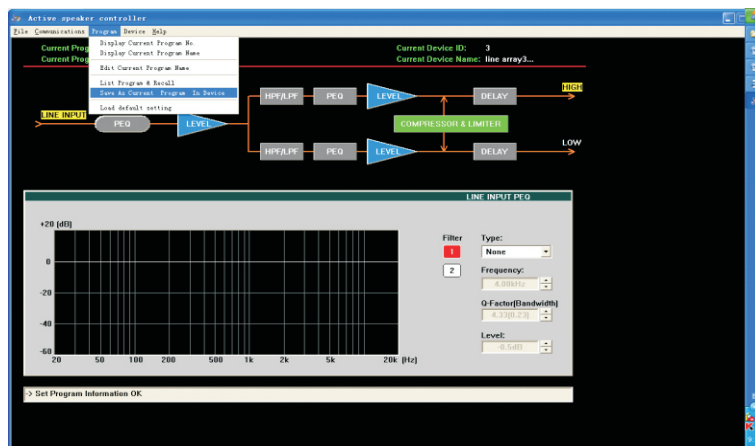 Active speaker controller
File Communications Program Device Help
Current Prog
Current Prog
Display Current Program No
Display Current Program Name
Edit Current Program Name
List Program & Recall
Save As Current Program In Device
Load default setting
Current Device ID: 3
Current Device Name: line array3...
LINE INPUT
PEQ
LEVEL
HPF/LPF PEQ LEVEL DELAY
HIGH
COMPRESSOR & LIMITER
HPF/LPF PEQ LEVEL DELAY
LOW
LINE INPUT PEQ
+20 (dB)
0
-20
-40
-60
20 50 100 200 500 1k 2k 5k 20k (Hz)
Filter
1
2
Type:
None
Frequency:
4.00kHz
Q-Factor(Bandwidth)
4.33(0.23)
Level:
-0.5dB
-> Set Program Information OK